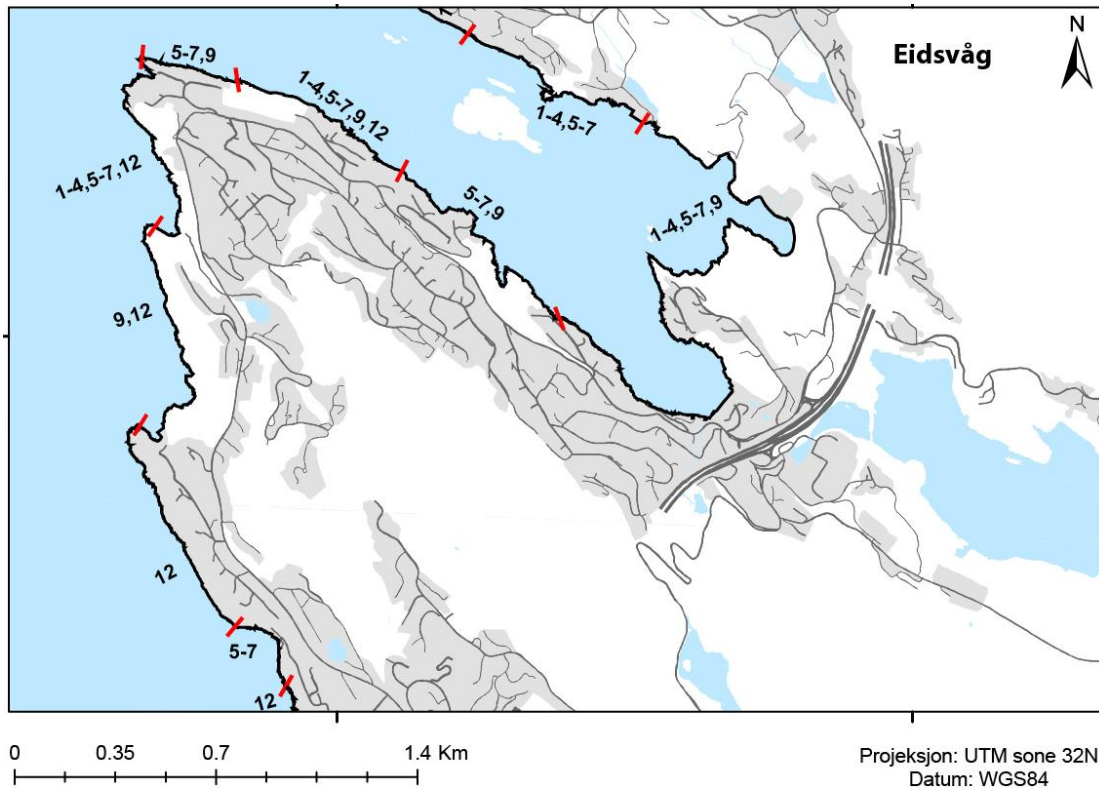 N
Eidsvåg
5-7,9
1-4,5-7,9,12
1-4,5-7
1-4,5-7,12
5-7,9
1-4,5-7,9
9,12
12
5-7
12
0 0.35 0.7 1.4 Km
Projeksjon: UTM sone 32N
Datum: WGS84